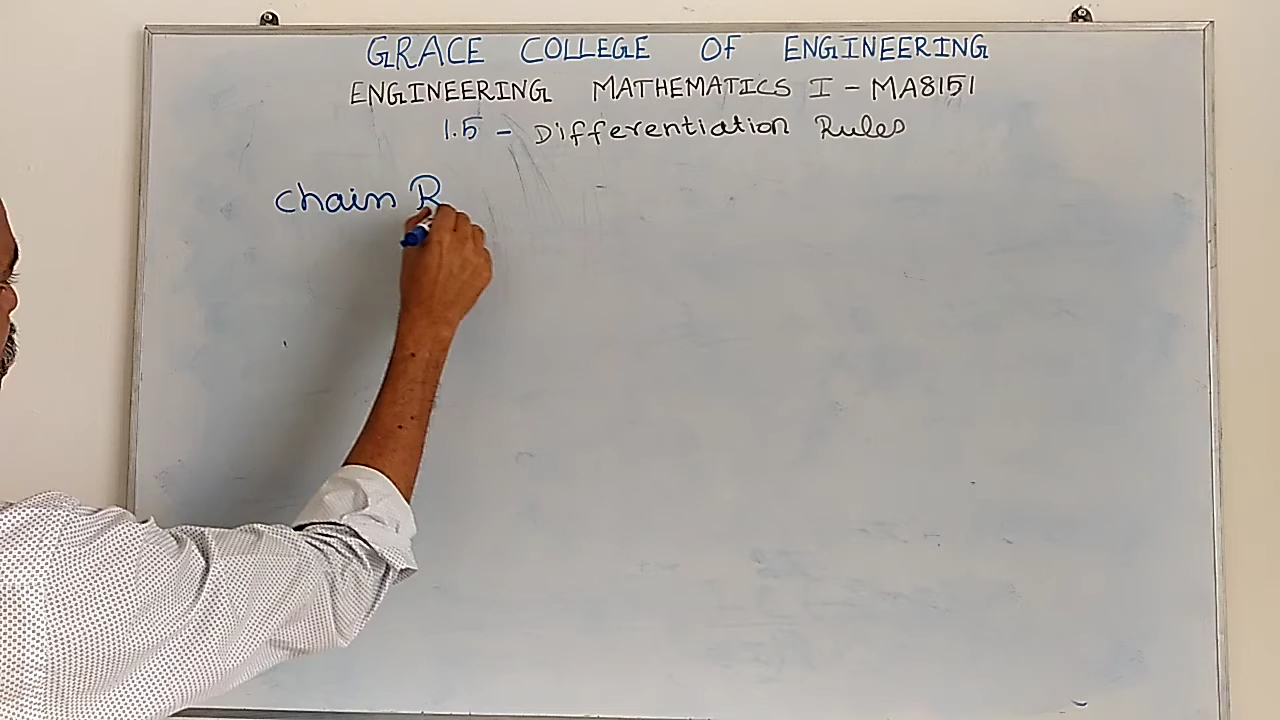 GRACE COLLEGE OF ENGINEERING
ENGINEERING MATHEMATICS I - MA8151
1.5 - Differentiation Rules
chain R